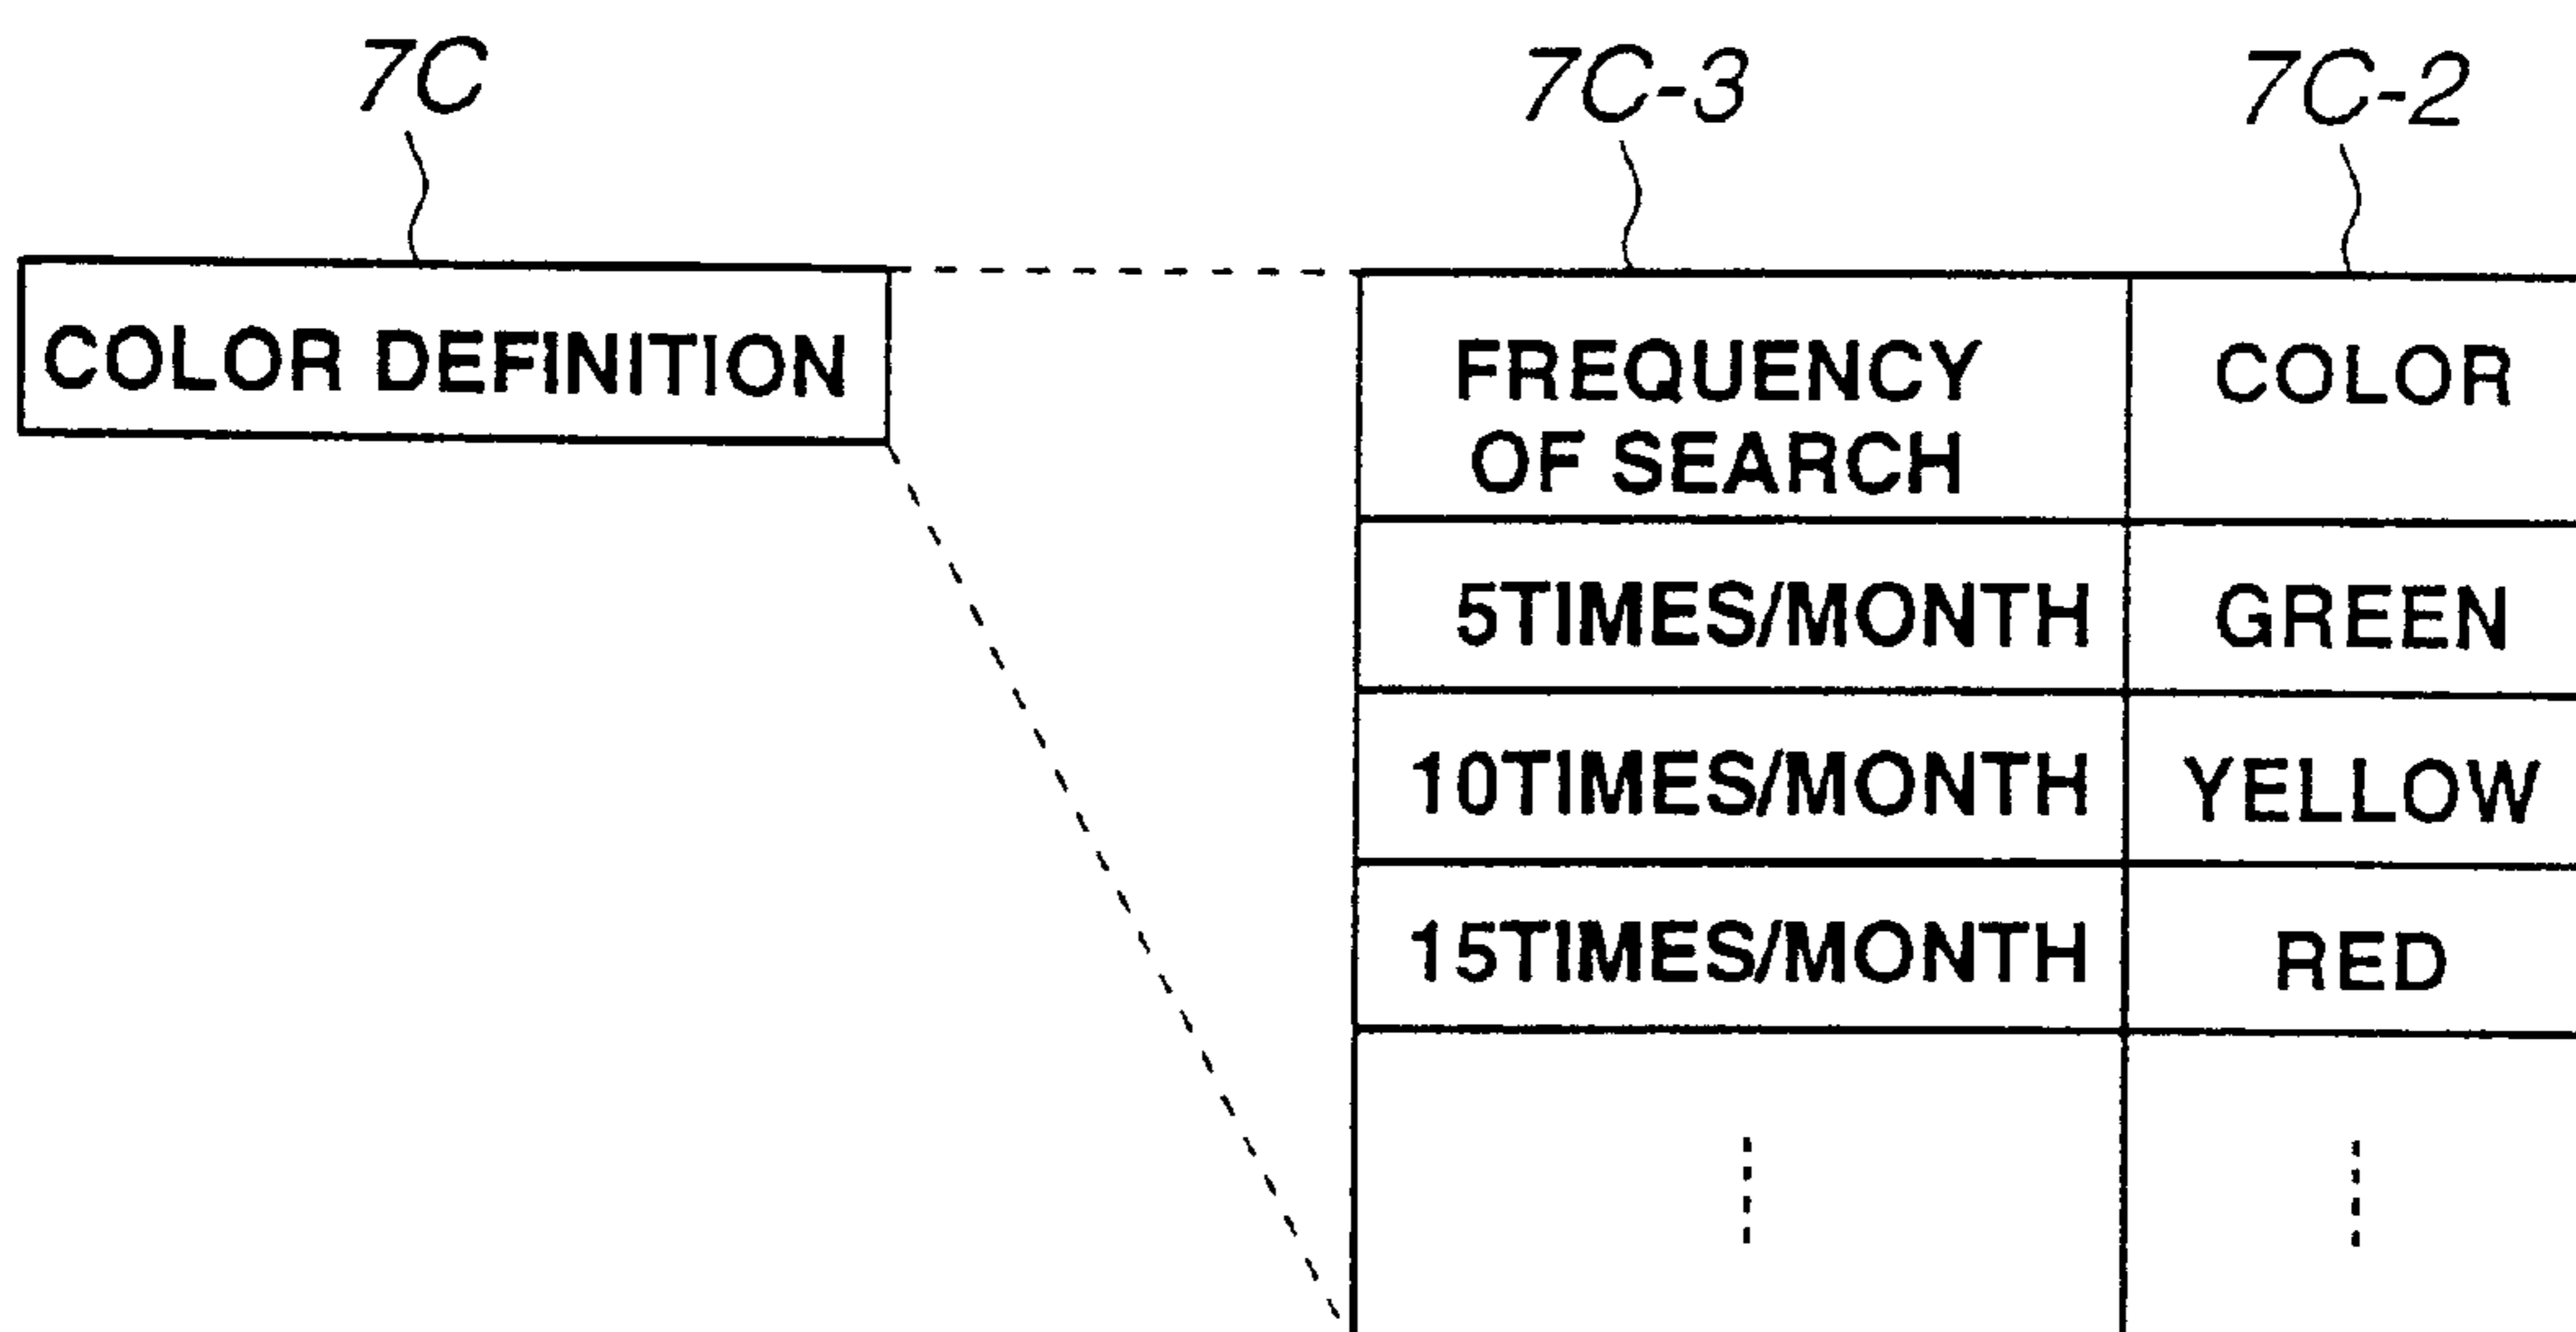 7C
7C-3
7C-2
COLOR DEFINITION
FREQUENCY
OF SEARCH
COLOR
5TIMES/MONTH
GREEN
10TIMES/MONTH
YELLOW
15TIMES/MONTH
RED